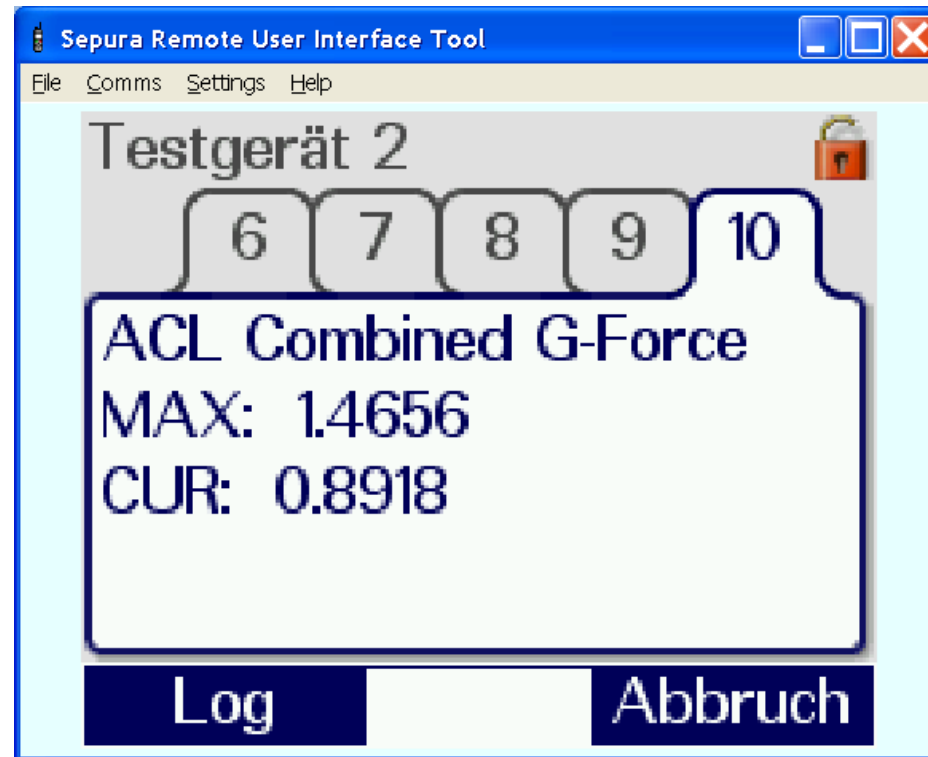 Sepura Remote User Interface Tool
File Comms Settings Help
Testgerät 2
6 7 8 9 10
ACL Combined G-Force
MAX: 1.4656
CUR: 0.8918
Log Abbruch